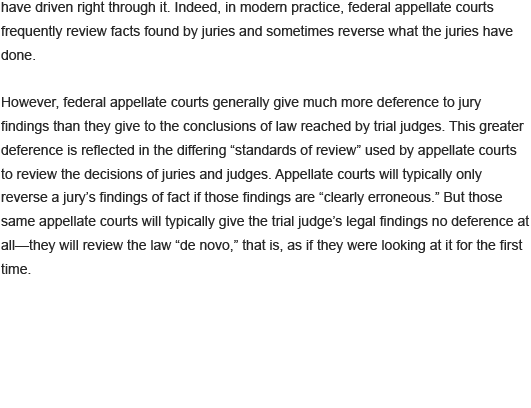 have driven right through it. Indeed, in modern practice, federal appellate courts
frequently review facts found by juries and sometimes reverse what the juries have
done.
However, federal appellate courts generally give much more deference to jury
findings than they give to the conclusions of law reached by trial judges. This greater
deference is reflected in the differing “standards of review” used by appellate courts
to review the decisions of juries and judges. Appellate courts will typically only
reverse a jury’s findings of fact if those findings are “clearly erroneous.” But those
same appellate courts will typically give the trial judge’s legal findings no deference at
all—they will review the law “de novo,” that is, as if they were looking at it for the first
time.